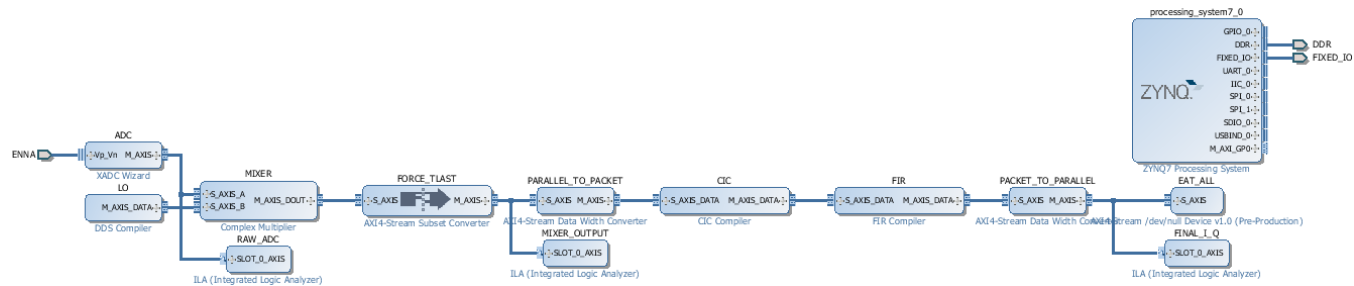 processing_system7_0
GPIO_0
DDR
FIXED_IO
UART_0
IIC_0
SPI_0
SPI_1
SDIO_0
USBIND_0
M_AXI_GP0
ZYNQ
ZYNQ7 Processing System
DDR
FIXED_IO
ENNA
ADC
Vp_Vn
M_AXIS
XADC Wizard
LO
M_AXIS_DATA
DDS Compiler
MIXER
S_AXIS_A
S_AXIS_B
M_AXIS_DOUT
Complex Multiplier
RAW_ADC
SLOT_0_AXIS
ILA (Integrated Logic Analyzer)
FORCE_TLAST
S_AXIS
M_AXIS
AXI4-Stream Subset Converter
PARALLEL_TO_PACKET
S_AXIS
M_AXIS
AXI4-Stream Data Width Converter
MIXER_OUTPUT
SLOT_0_AXIS
ILA (Integrated Logic Analyzer)
CIC
S_AXIS_DATA
M_AXIS_DATA
CIC Compiler
FIR
S_AXIS_DATA
M_AXIS_DATA
FIR Compiler
PACKET_TO_PARALLEL
S_AXIS
M_AXIS
AXI4-Stream Data Width
EAT_ALL
S_AXIS
Stream /dev/null Device v1.0 (Pre-Production)
FINAL_I_Q
SLOT_0_AXIS
ILA (Integrated Logic Analyzer)